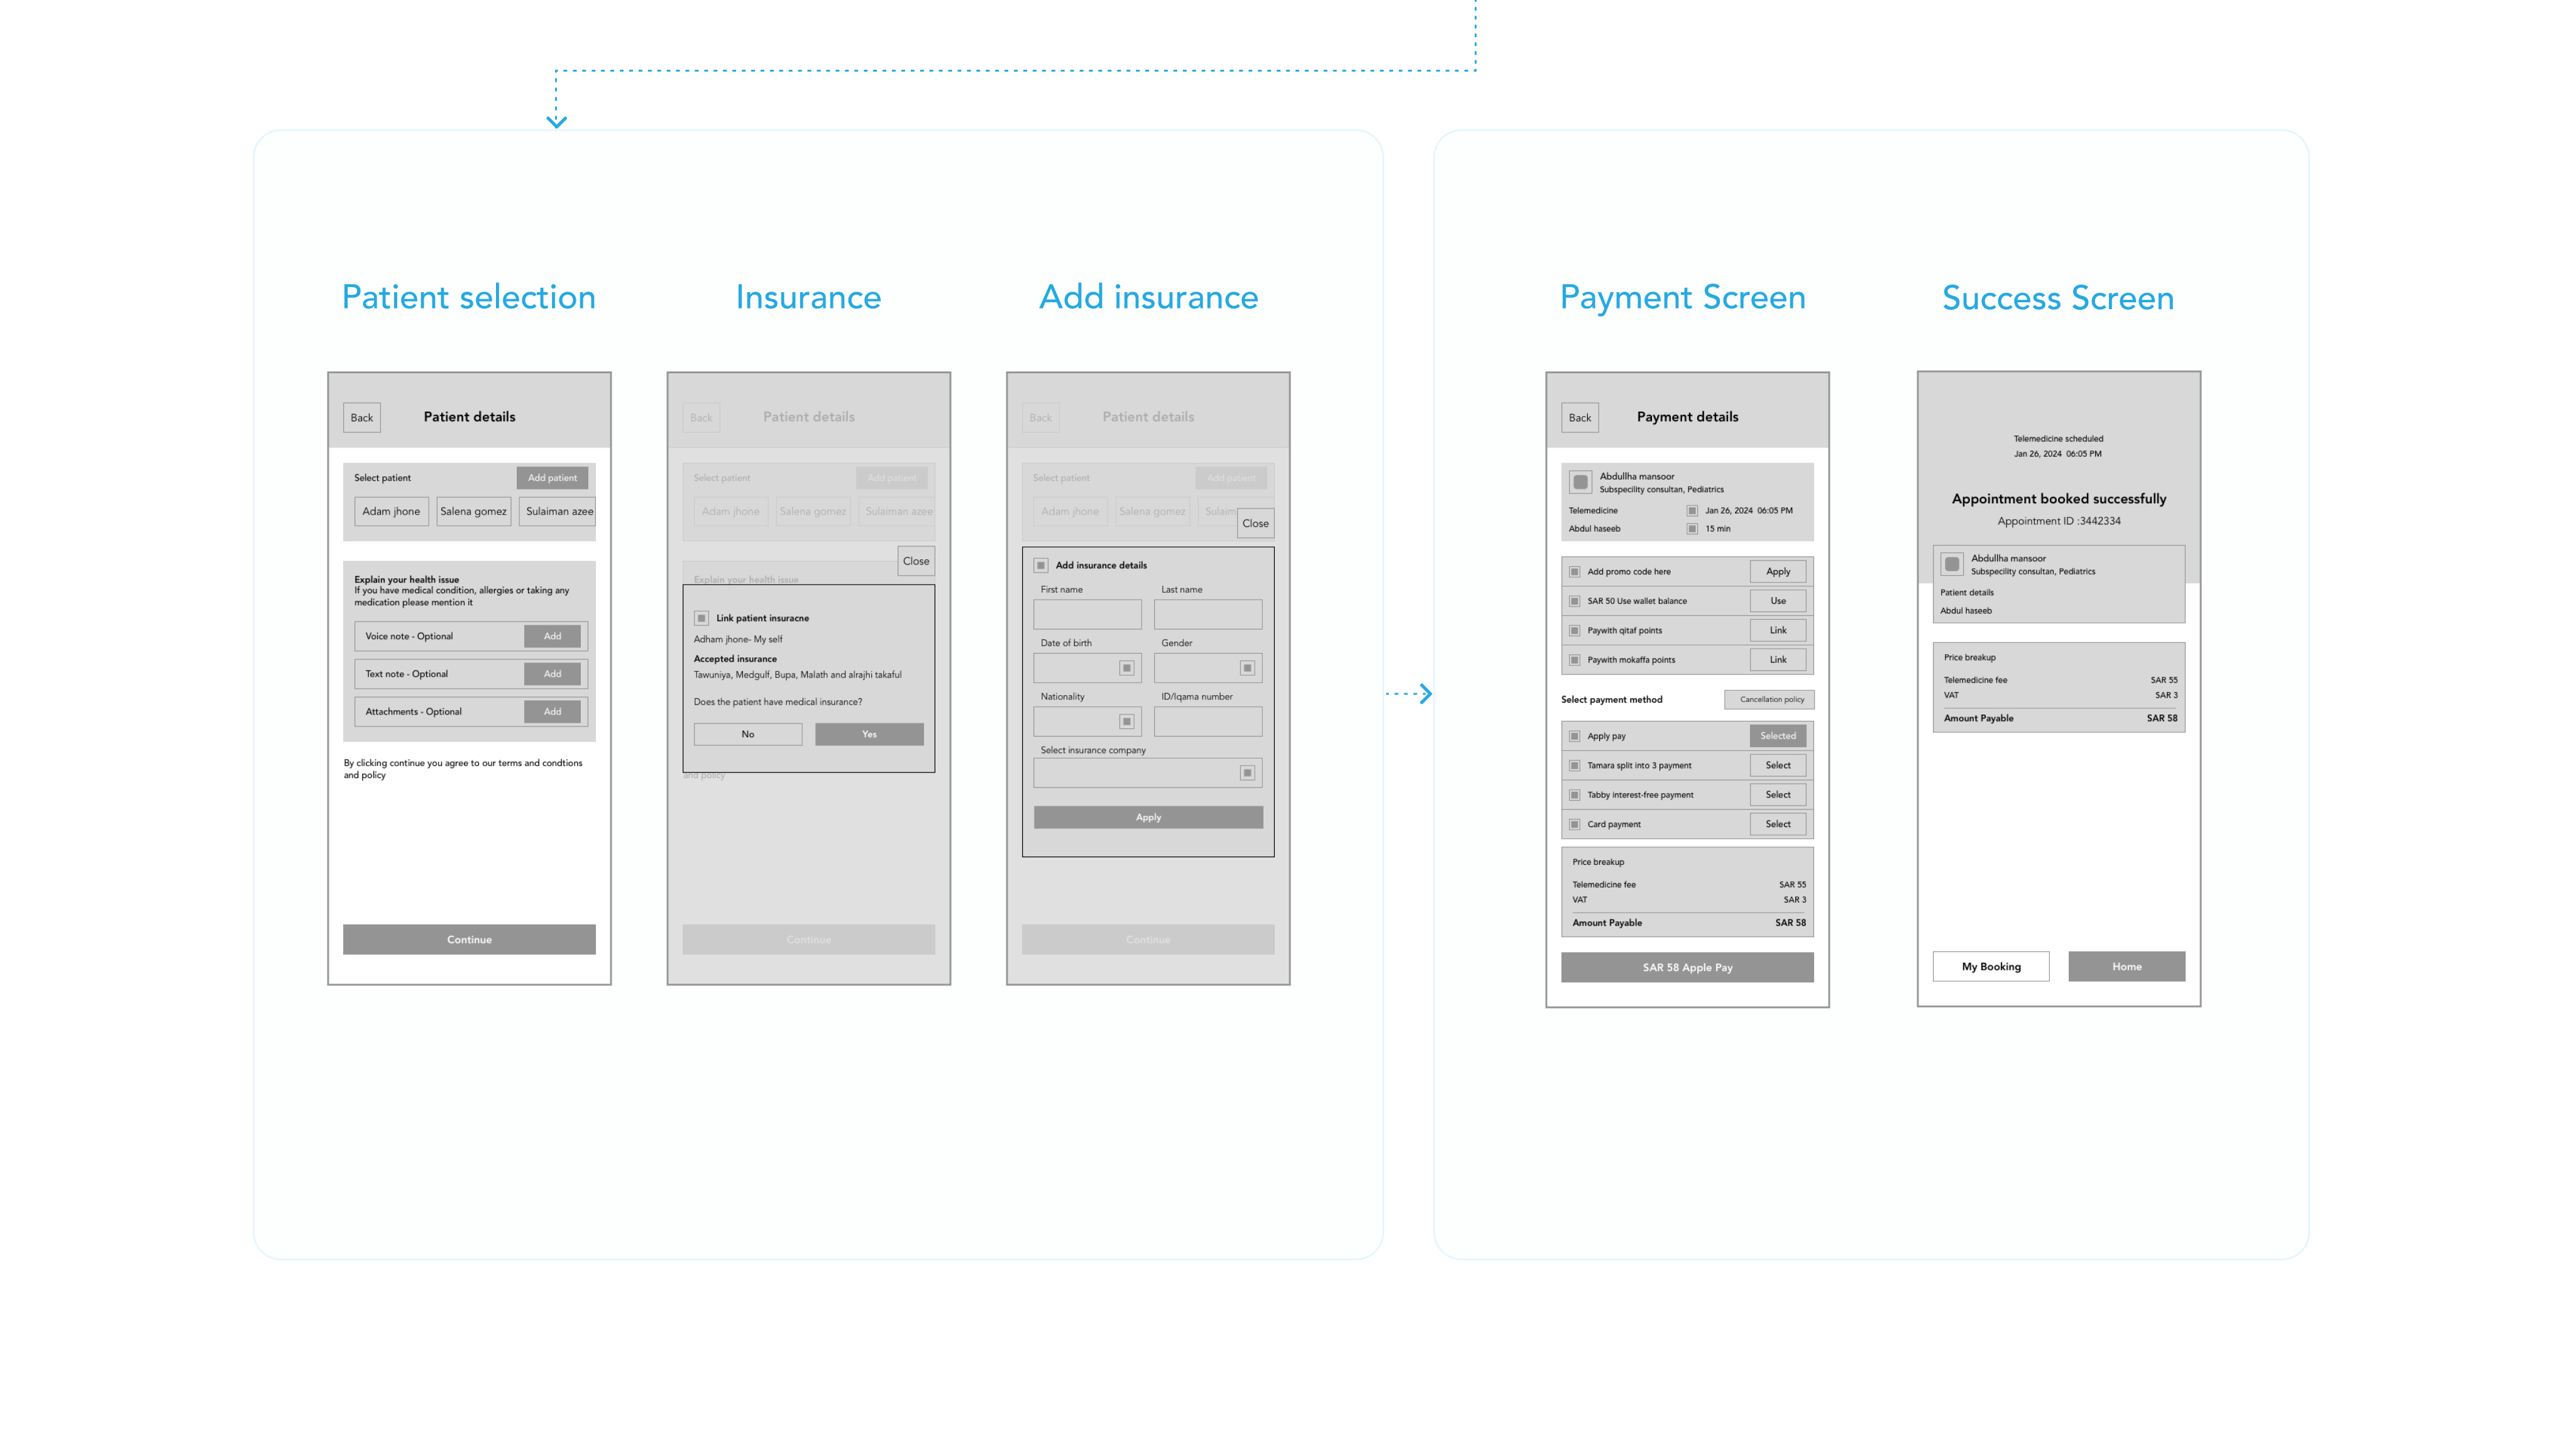 Patient selection
Back
Patient details
Select patient
Add patient
Adam jhone
Salena gomez
Sulaiman azee
Explain your health issue
If you have medical condition, allergies or taking any
medication please mention it
Voice note - Optional
Add
Text note - Optional
Add
Attachments - Optional
Add
By clicking continue you agree to our terms and condtions
and policy
Continue
Insurance
Back
Patient details
Select patient
Add patient
Adam jhone
Salena gomez
Sulaiman azee
Close
Explain your health issue
Link patient insuracne
Adham jhone- My self
Accepted insurance
Tawuniya, Medgulf, Bupa, Malath and alrajhi takaful
Does the patient have medical insurance?
No
Yes
and policy
Continue
Add insurance
Back
Patient details
Select patient
Add patient
Adam jhone
Salena gomez
Sulaim
Close
Add insurance details
First name
Last name
Date of birth
Gender
Nationality
ID/Iqama number
Select insurance company
Apply
Continue
Payment Screen
Back
Payment details
Abdullha mansoor
Subspecility consultan, Pediatrics
Telemedicine
Jan 26, 2024 06:05 PM
Abdul haseeb
15 min
Add promo code here
Apply
SAR 50 Use wallet balance
Use
Paywith qitaf points
Link
Paywith mokaffa points
Link
Select payment method
Cancellation policy
Apply pay
Selected
Tamara split into 3 payment
Select
Tabby interest-free payment
Select
Card payment
Select
Price breakup
Telemedicine fee
SAR 55
VAT
SAR 3
Amount Payable
SAR 58
SAR 58 Apple Pay
Success Screen
Telemedicine scheduled
Jan 26, 2024 06:05 PM
Appointment booked successfully
Appointment ID :3442334
Abdullha mansoor
Subspecility consultan, Pediatrics
Patient details
Abdul haseeb
Price breakup
Telemedicine fee
SAR 55
VAT
SAR 3
Amount Payable
SAR 58
My Booking
Home